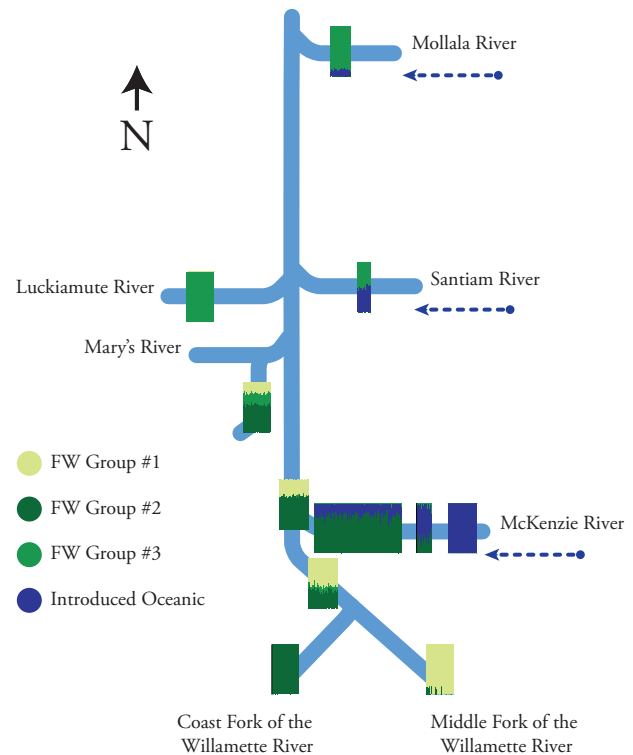 Mollala River
N
Luckiamute River
Santiam River
Mary's River
FW Group #1
FW Group #2
FW Group #3
Introduced Oceanic
McKenzie River
Coast Fork of the
Willamette River
Middle Fork of the
Willamette River